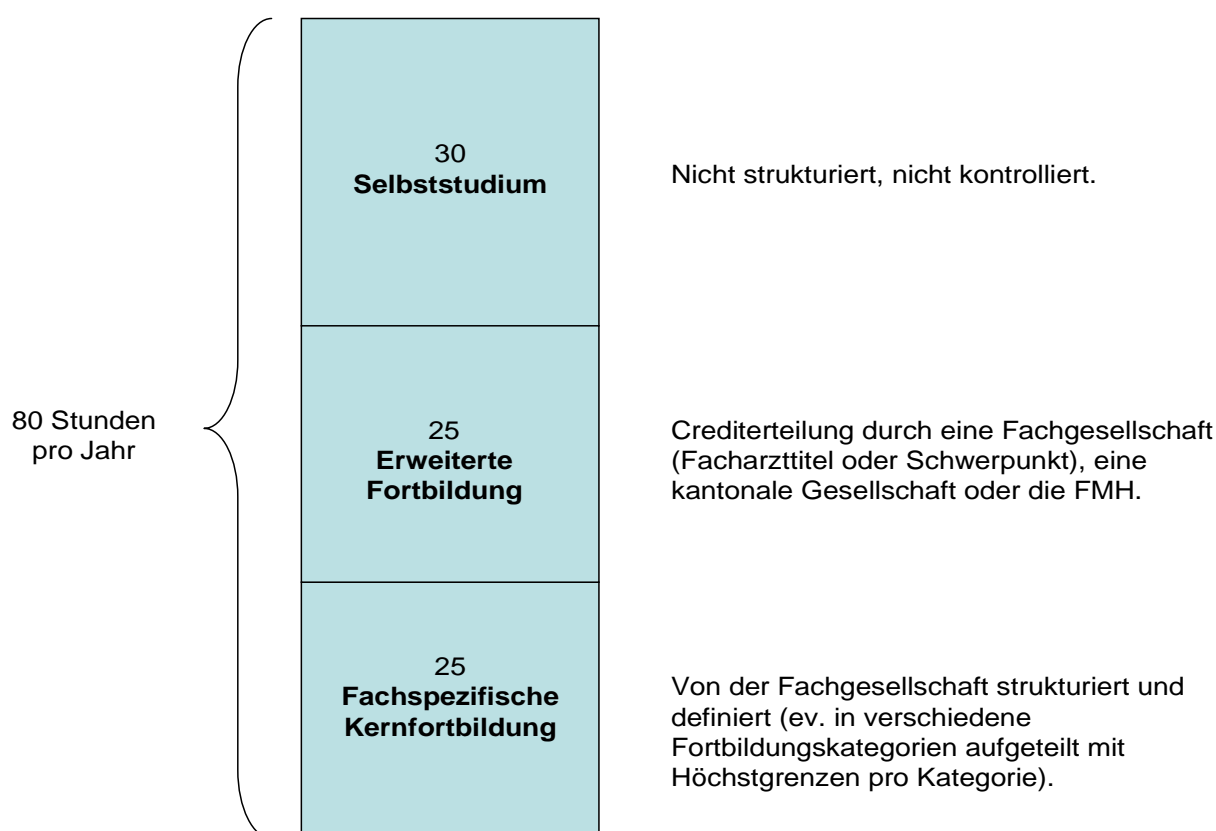 30
Selbststudium
Nicht strukturiert, nicht kontrolliert.
80 Stunden
pro Jahr
25
Erweiterte
Fortbildung
Crediterteilung durch eine Fachgesellschaft
(Facharzttitel oder Schwerpunkt), eine
kantonale Gesellschaft oder die FMH.
25
Fachspezifische
Kernfortbildung
Von der Fachgesellschaft strukturiert und
definiert (ev. in verschiedene
Fortbildungskategorien aufgeteilt mit
Höchstgrenzen pro Kategorie).